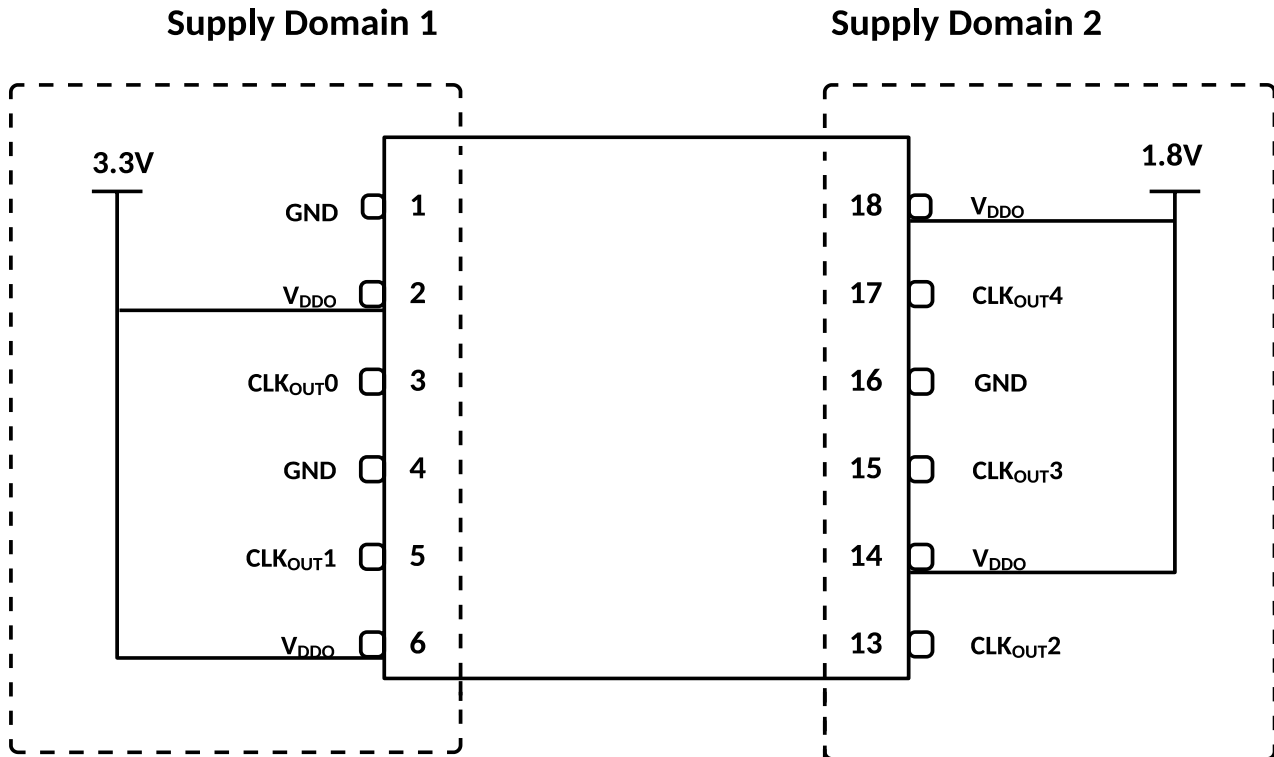 Supply Domain 1
Supply Domain 2
3.3V
1.8V
GND 1
18 VDDO
VDDO 2
17 CLKOUT4
CLKOUT0 3
16 GND
GND 4
15 CLKOUT3
CLKOUT1 5
14 VDDO
VDDO 6
13 CLKOUT2